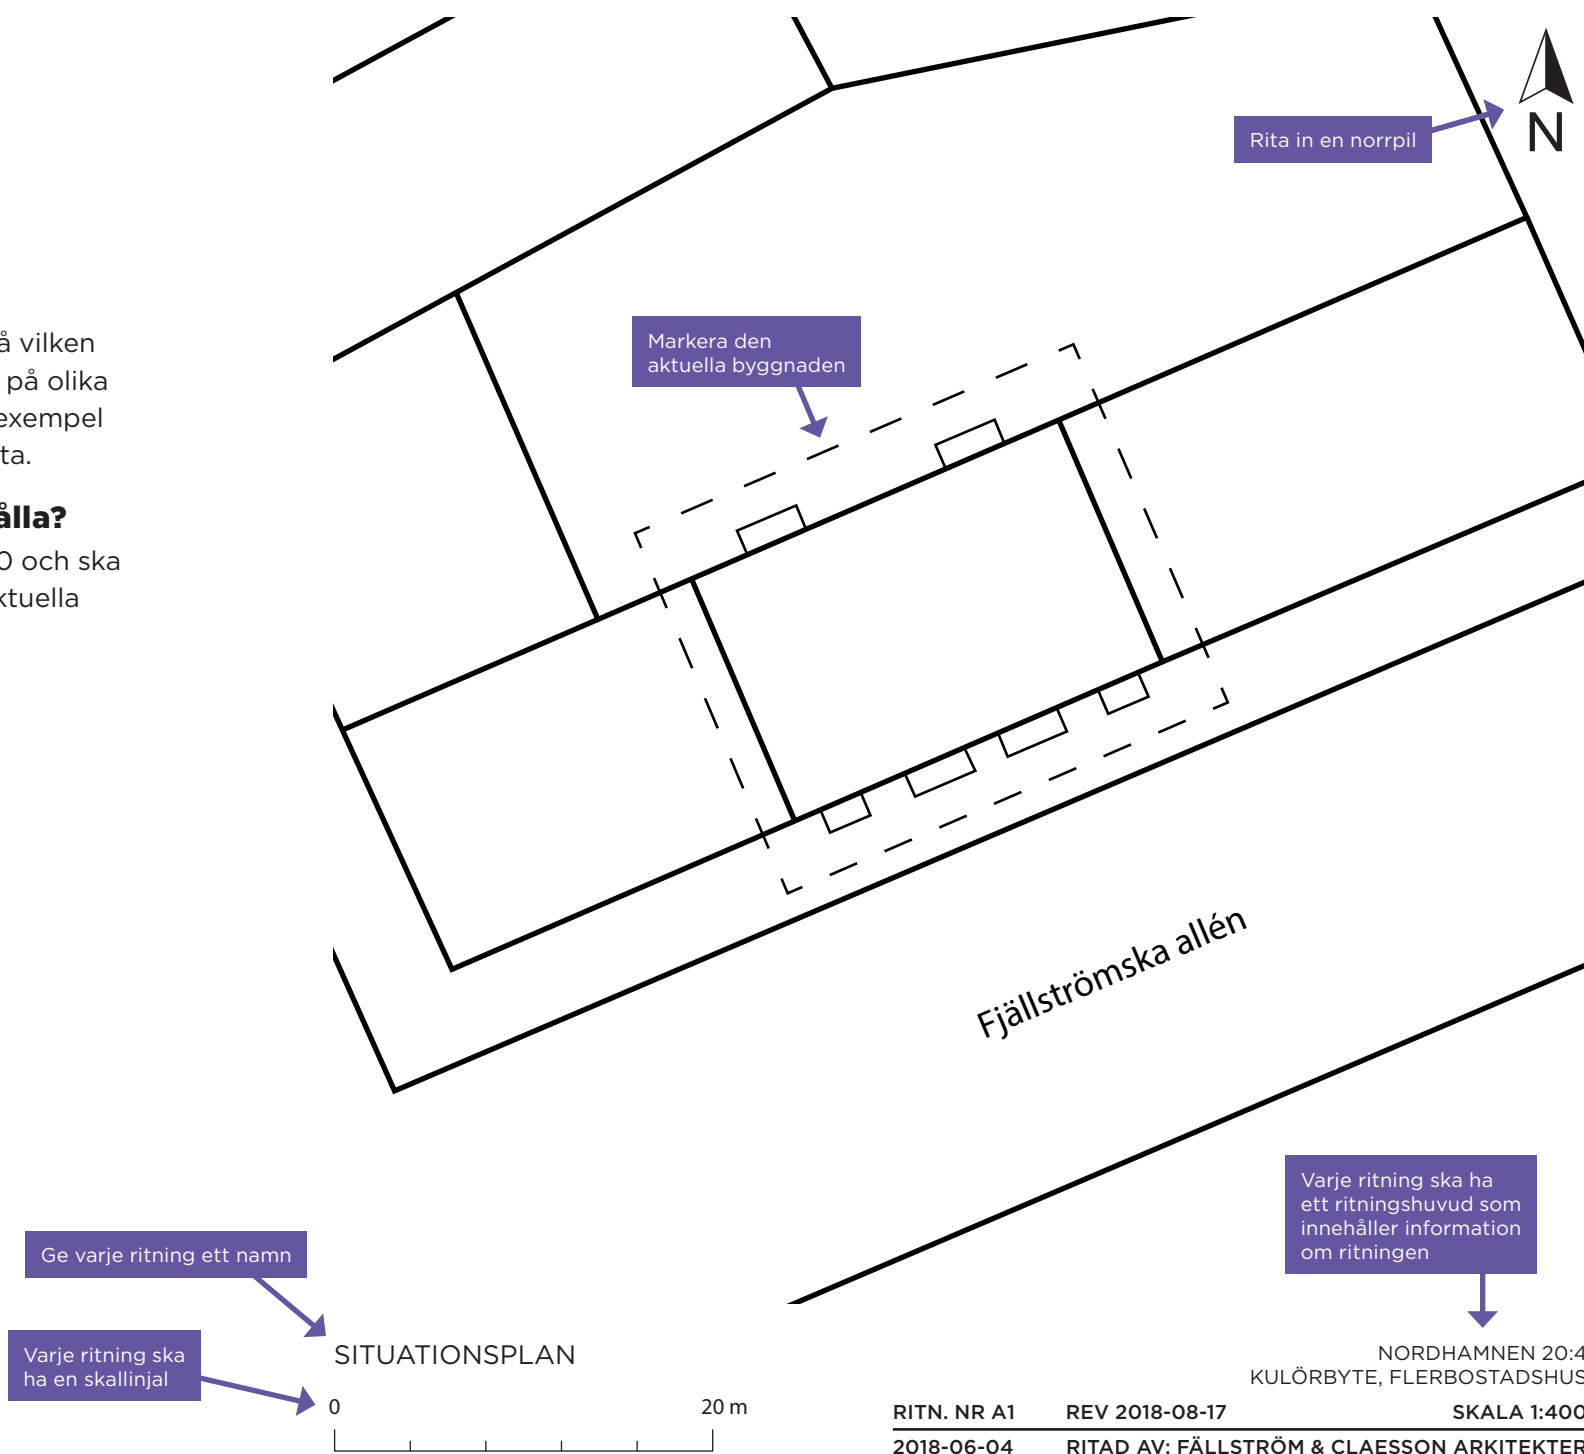 N
Rita in en norrpil
å vilken
på olika
exempel
ta.
Markera den
aktuella byggnaden
ålla?
0 och ska
ktuella
Fjällströmska allén
Varje ritning ska ha
ett ritningshuvud som
innehåller information
om ritningen
Ge varje ritning ett namn
Varje ritning ska
ha en skallinjal
SITUATIONSPLAN
0 20 m
NORDHAMNEN 20:4
KULÖRBYTE, FLERBOSTADSHUS
RITN. NR A1 REV 2018-08-17 SKALA 1:400
2018-06-04 RITAD AV: FÄLLSTRÖM & CLAESSON ARKITEKTER